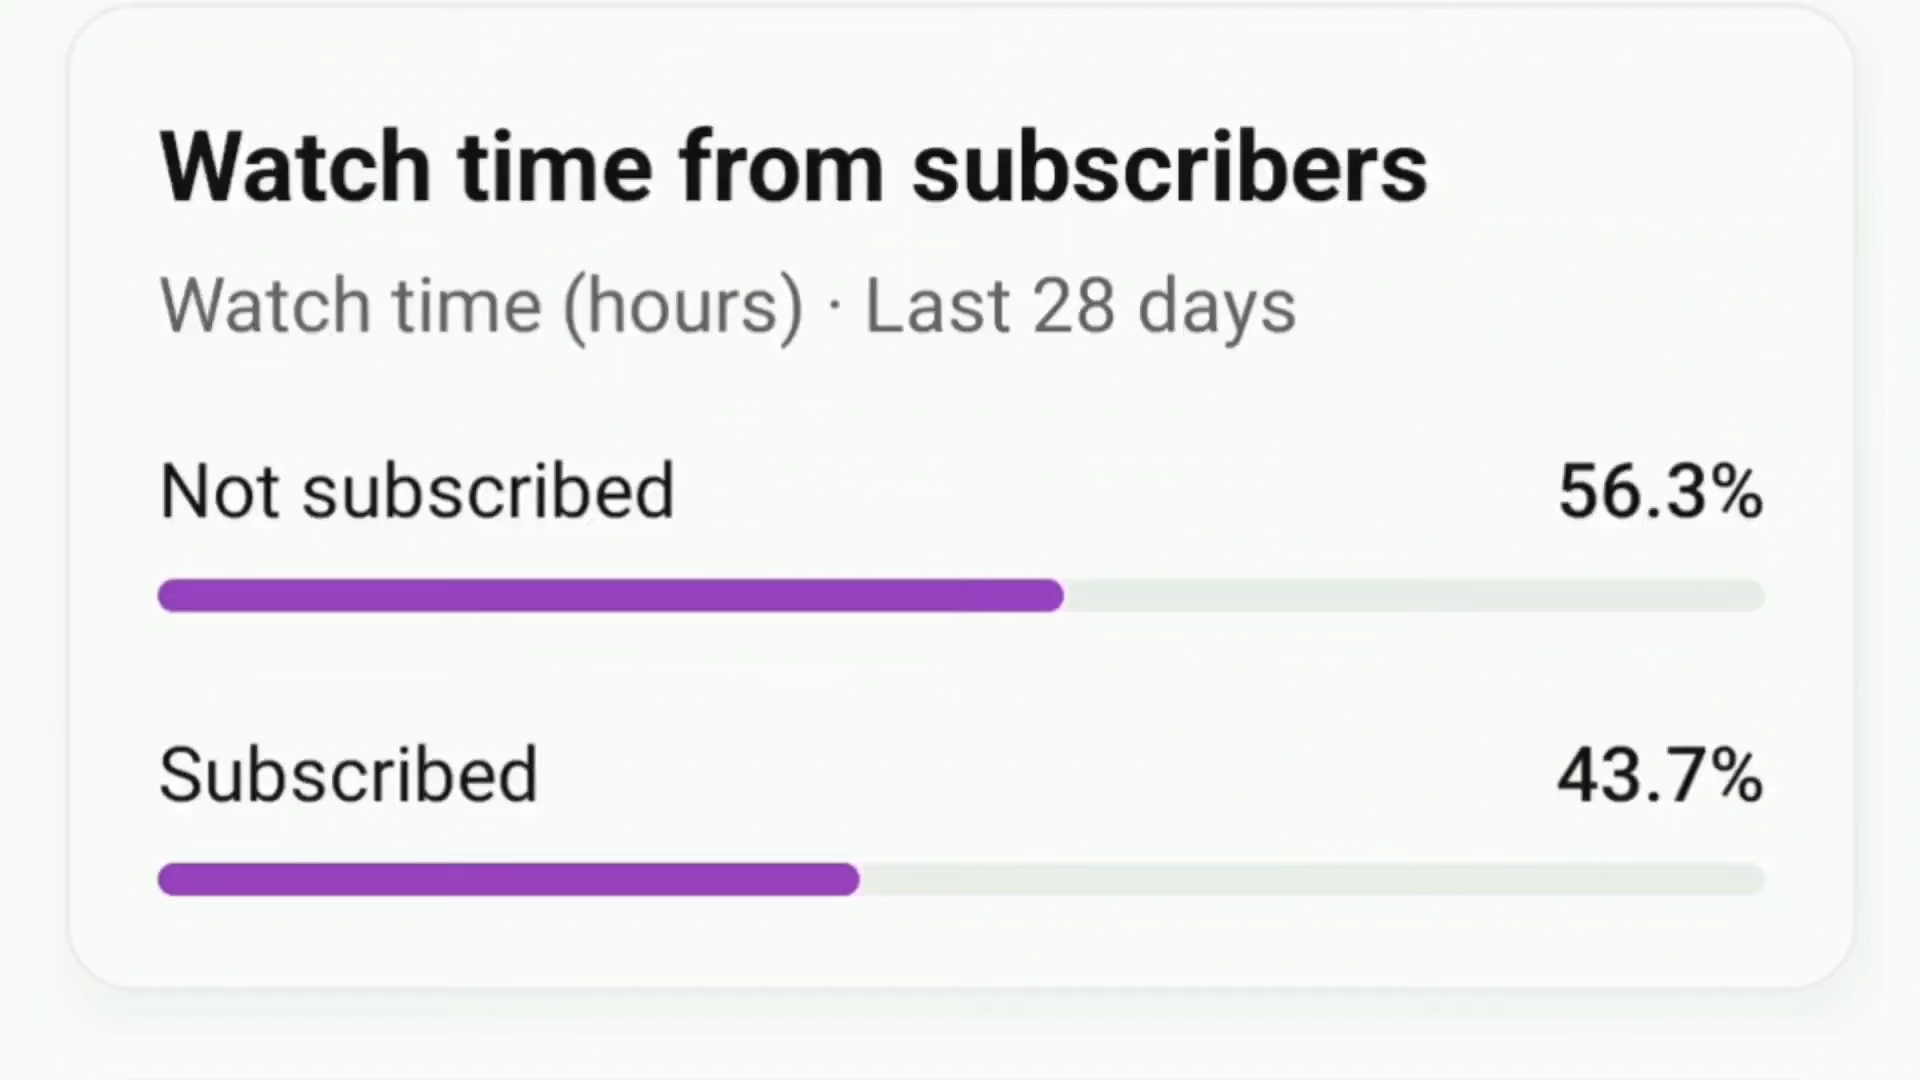 Watch time from subscribers
Watch time (hours) · Last 28 days
Not subscribed 56.3%
Subscribed 43.7%